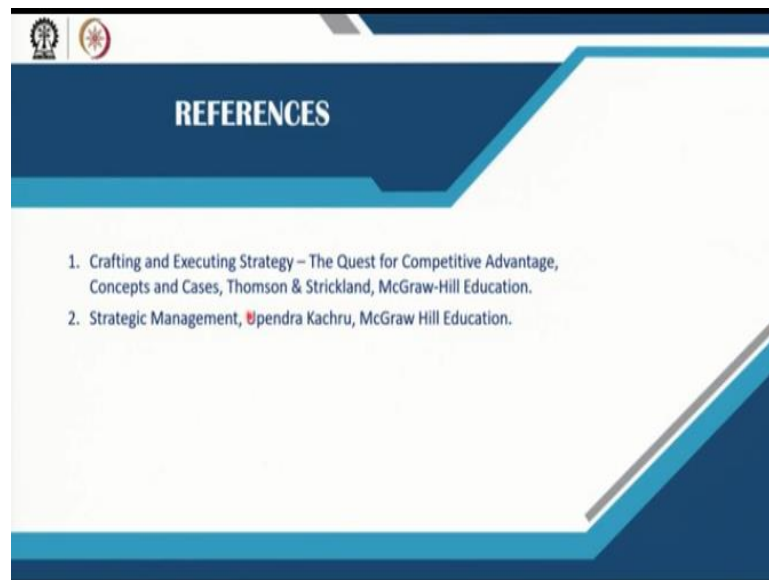 REFERENCES
1. Crafting and Executing Strategy – The Quest for Competitive Advantage,
Concepts and Cases, Thomson & Strickland, McGraw-Hill Education.
2. Strategic Management, Upendra Kachru, McGraw Hill Education.